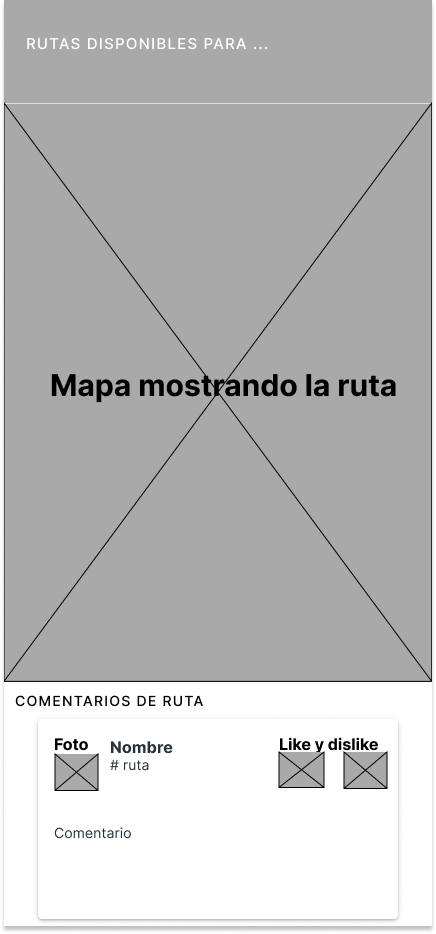 RUTAS DISPONIBLES PARA ...
Mapa mostrando la ruta
COMENTARIOS DE RUTA
Foto
Nombre
# ruta
Like y dislike
Comentario